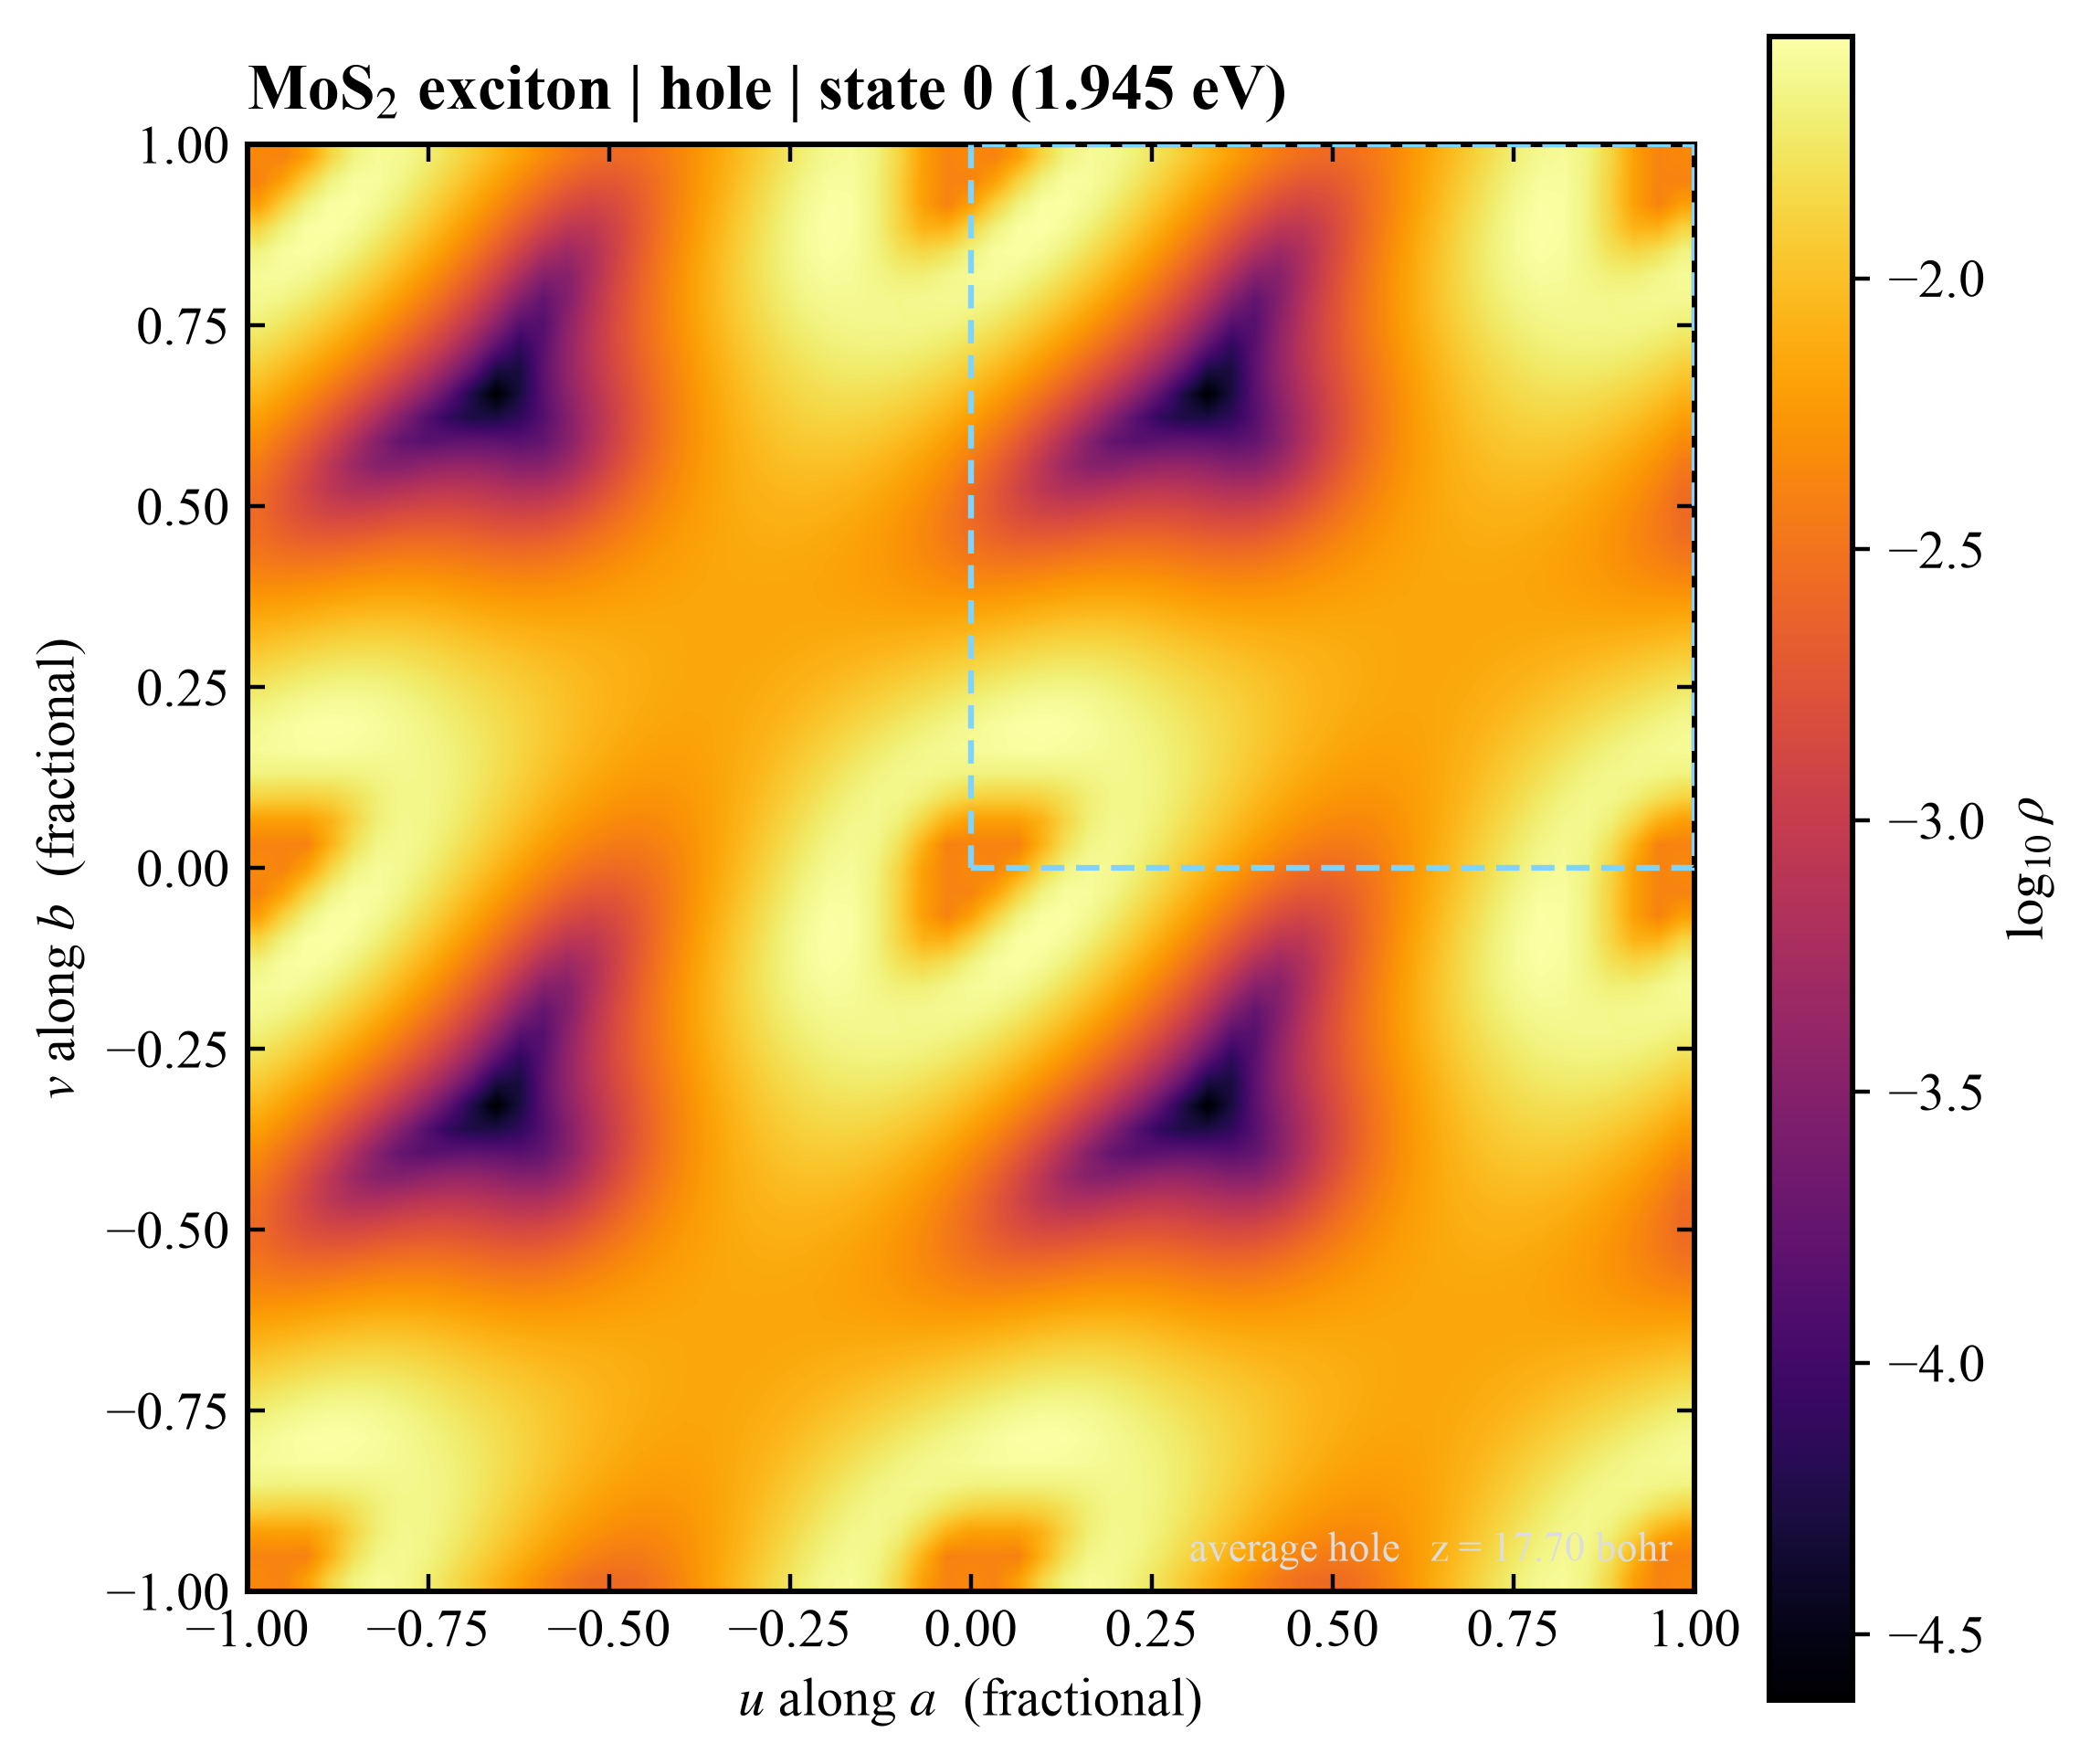 MoS₂ exciton | hole | state 0 (1.945 eV)
1.00
0.75
0.50
0.25
0.00
−0.25
−0.50
−0.75
−1.00
v along b (fractional)
average hole z = 17.70 bohr
−1.00 −0.75 −0.50 −0.25 0.00 0.25 0.50 0.75 1.00
u along a (fractional)
−2.0
−2.5
−3.0
−3.5
−4.0
−4.5
log₁₀ ρ